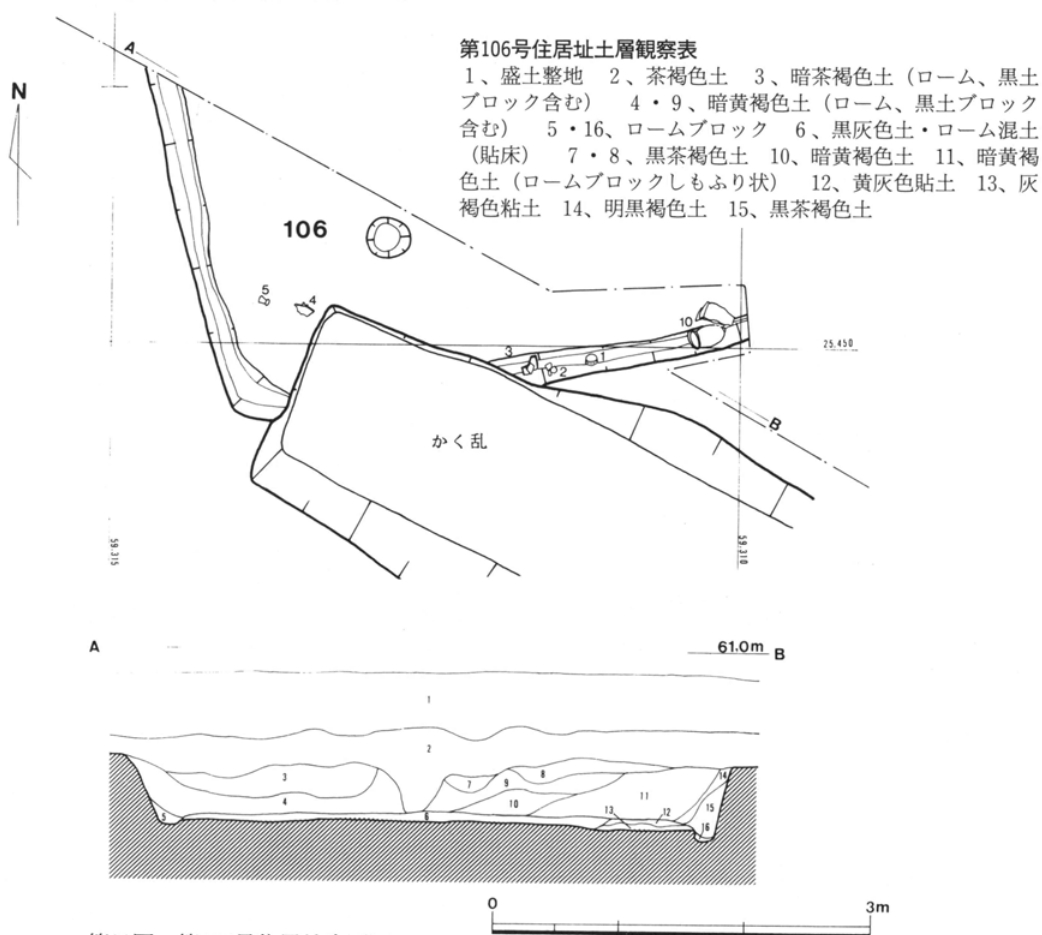 第106号住居址土層観察表
1、盛土整地 2、茶褐色土 3、暗茶褐色土（ローム、黒土
ブロック含む） 4・9、暗黄褐色土（ローム、黒土ブロック
含む） 5・16、ロームブロック 6、黒灰色土・ローム混土
（貼床） 7・8、黒茶褐色土 10、暗黄褐色土 11、暗黄褐
色土（ロームブロックしもふり状） 12、黄灰色貼土 13、灰
褐色粘土 14、明黒褐色土 15、黒茶褐色土
A
N
106
5
4
10
3
1
2
25.450
B
かく乱
59.315
59.310
A
61.0m B
1
2
3
4
5
6
7
8
9
10
11
12
13
14
15
16
0
3m